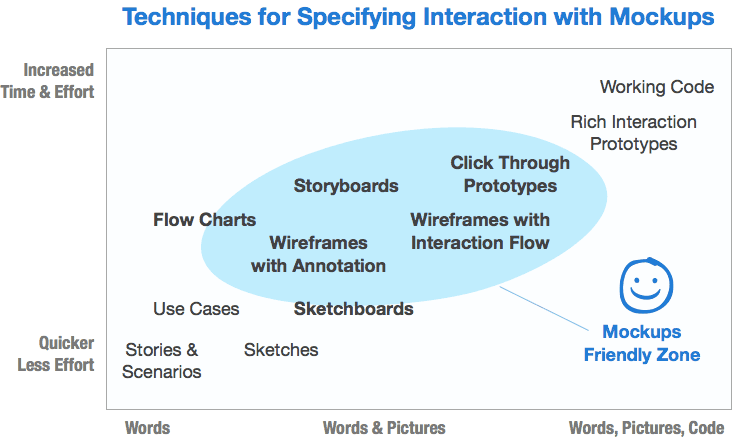 Techniques for Specifying Interaction with Mockups
Increased
Time & Effort
Working Code
Rich Interaction
Prototypes
Click Through
Prototypes
Storyboards
Flow Charts
Wireframes with
Interaction Flow
Wireframes
with Annotation
Use Cases
Sketchboards
Mockups
Friendly Zone
Quicker
Less Effort
Stories &
Scenarios
Sketches
Words
Words & Pictures
Words, Pictures, Code